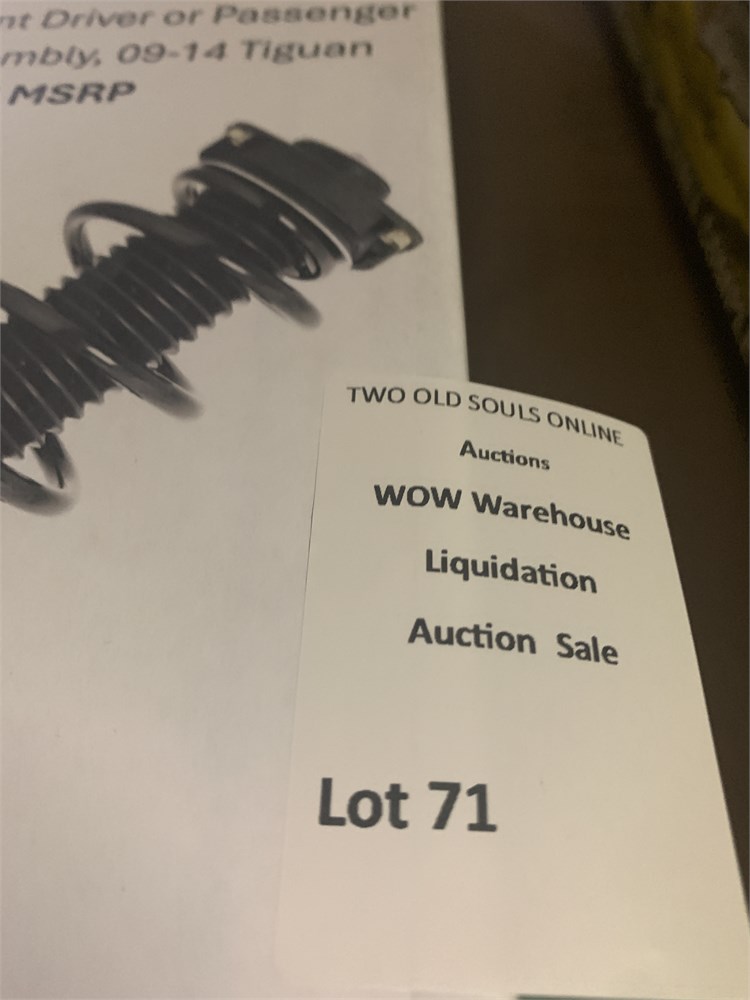 nt Driver or Passenger
mbly, 09-14 Tiguan
MSRP
TWO OLD SOULS ONLINE
Auctions
WOW Warehouse
Liquidation
Auction Sale
Lot 71